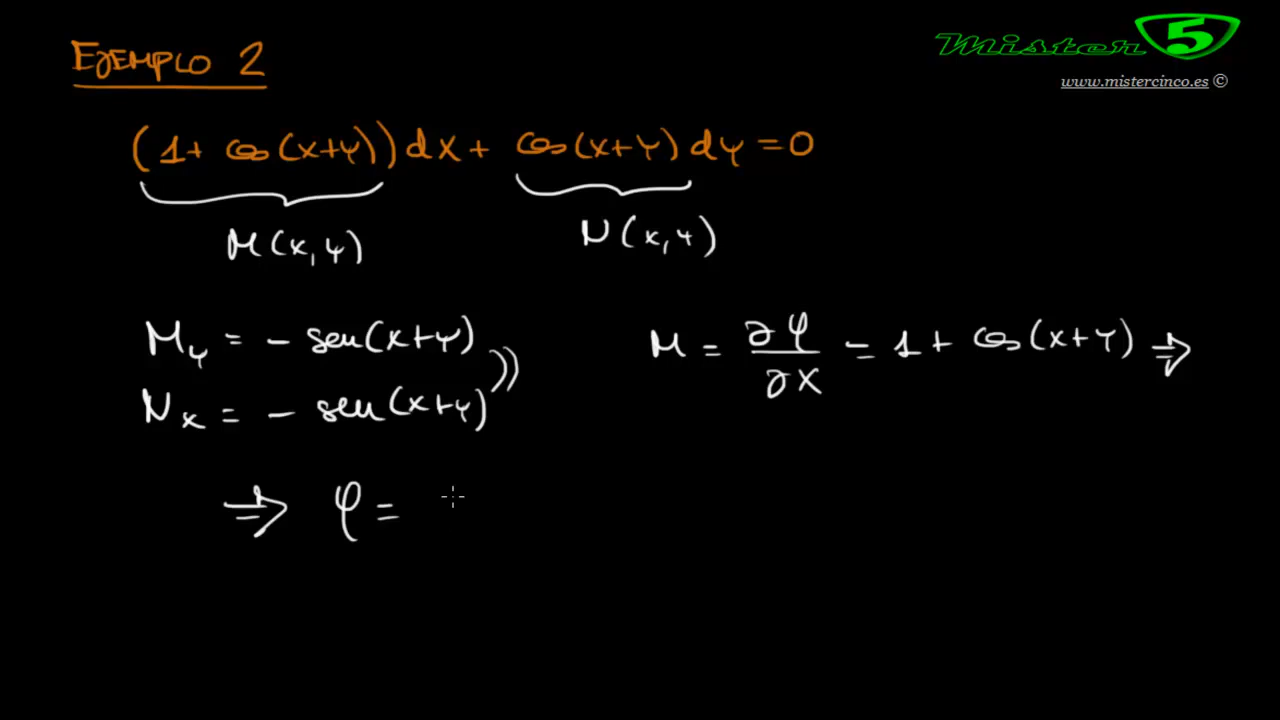 Mister 5
www.mistercinco.es ©
EJEMPLO 2
(1 + cos(x+y)) dx + cos(x+y) dy = 0
M(x,y) N(x,y)
My = - sen(x+y)
Nx = - sen(x+y)
M = ∂φ/∂x = 1 + cos(x+y) ⇒
⇒ φ =